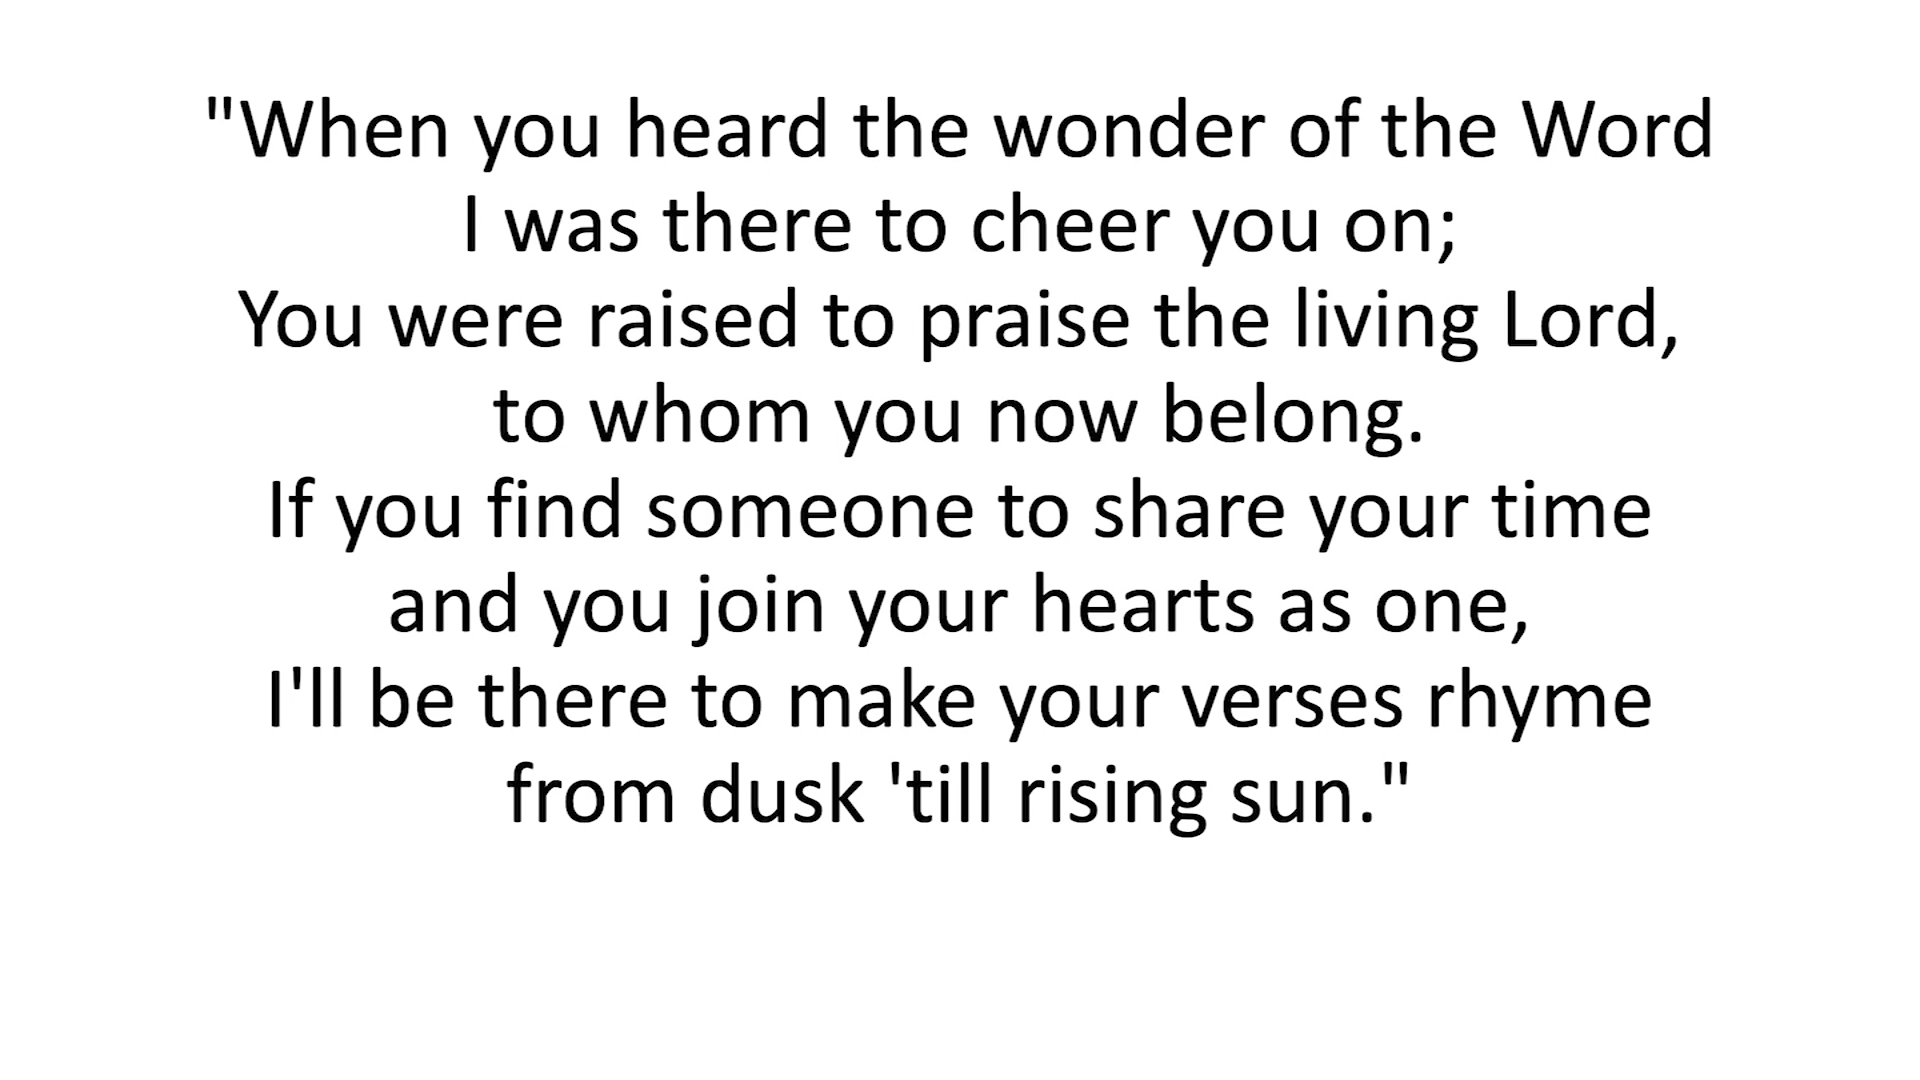 "When you heard the wonder of the Word
I was there to cheer you on;
You were raised to praise the living Lord,
to whom you now belong.
If you find someone to share your time
and you join your hearts as one,
I'll be there to make your verses rhyme
from dusk 'till rising sun."